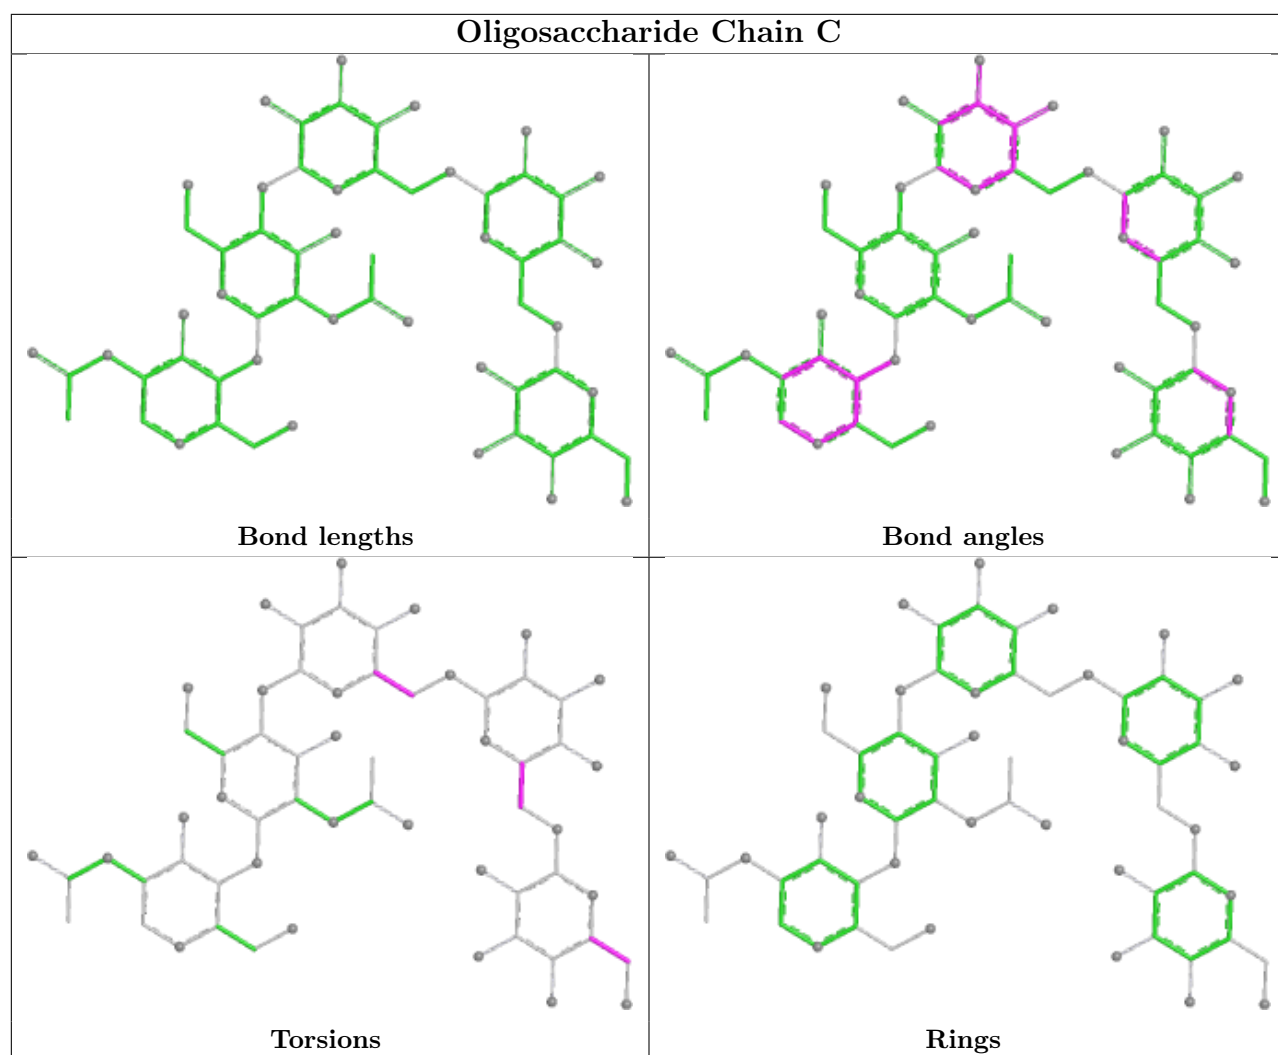 Oligosaccharide Chain C
Bond lengths
Bond angles
Torsions
Rings